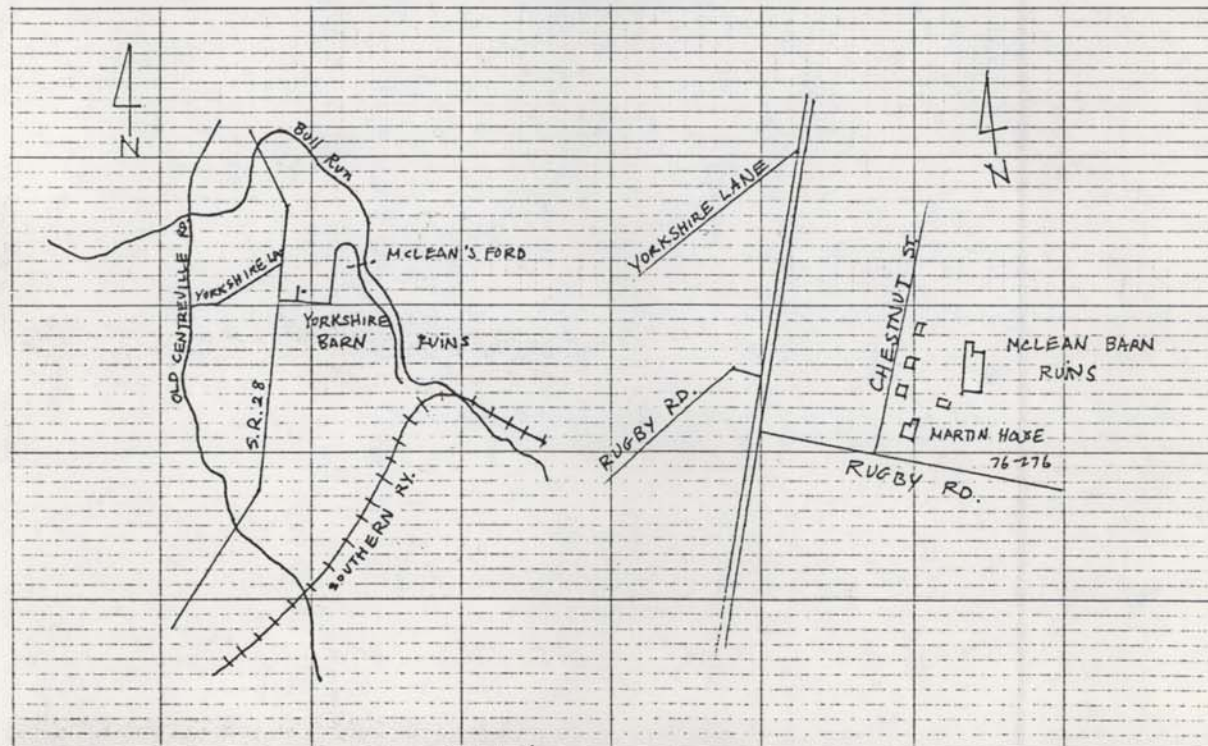 N
Bull Run
OLD CENTREVILLE RD.
YORKSHIRE LN
MCLEAN'S FORD
YORKSHIRE
BARN RUINS
S.R. 28
SOUTHERN RY.
N
YORKSHIRE LANE
CHESTNUT ST.
MCLEAN BARN
RUINS
RUGBY RD.
MARTIN HOUSE
76-276
RUGBY RD.